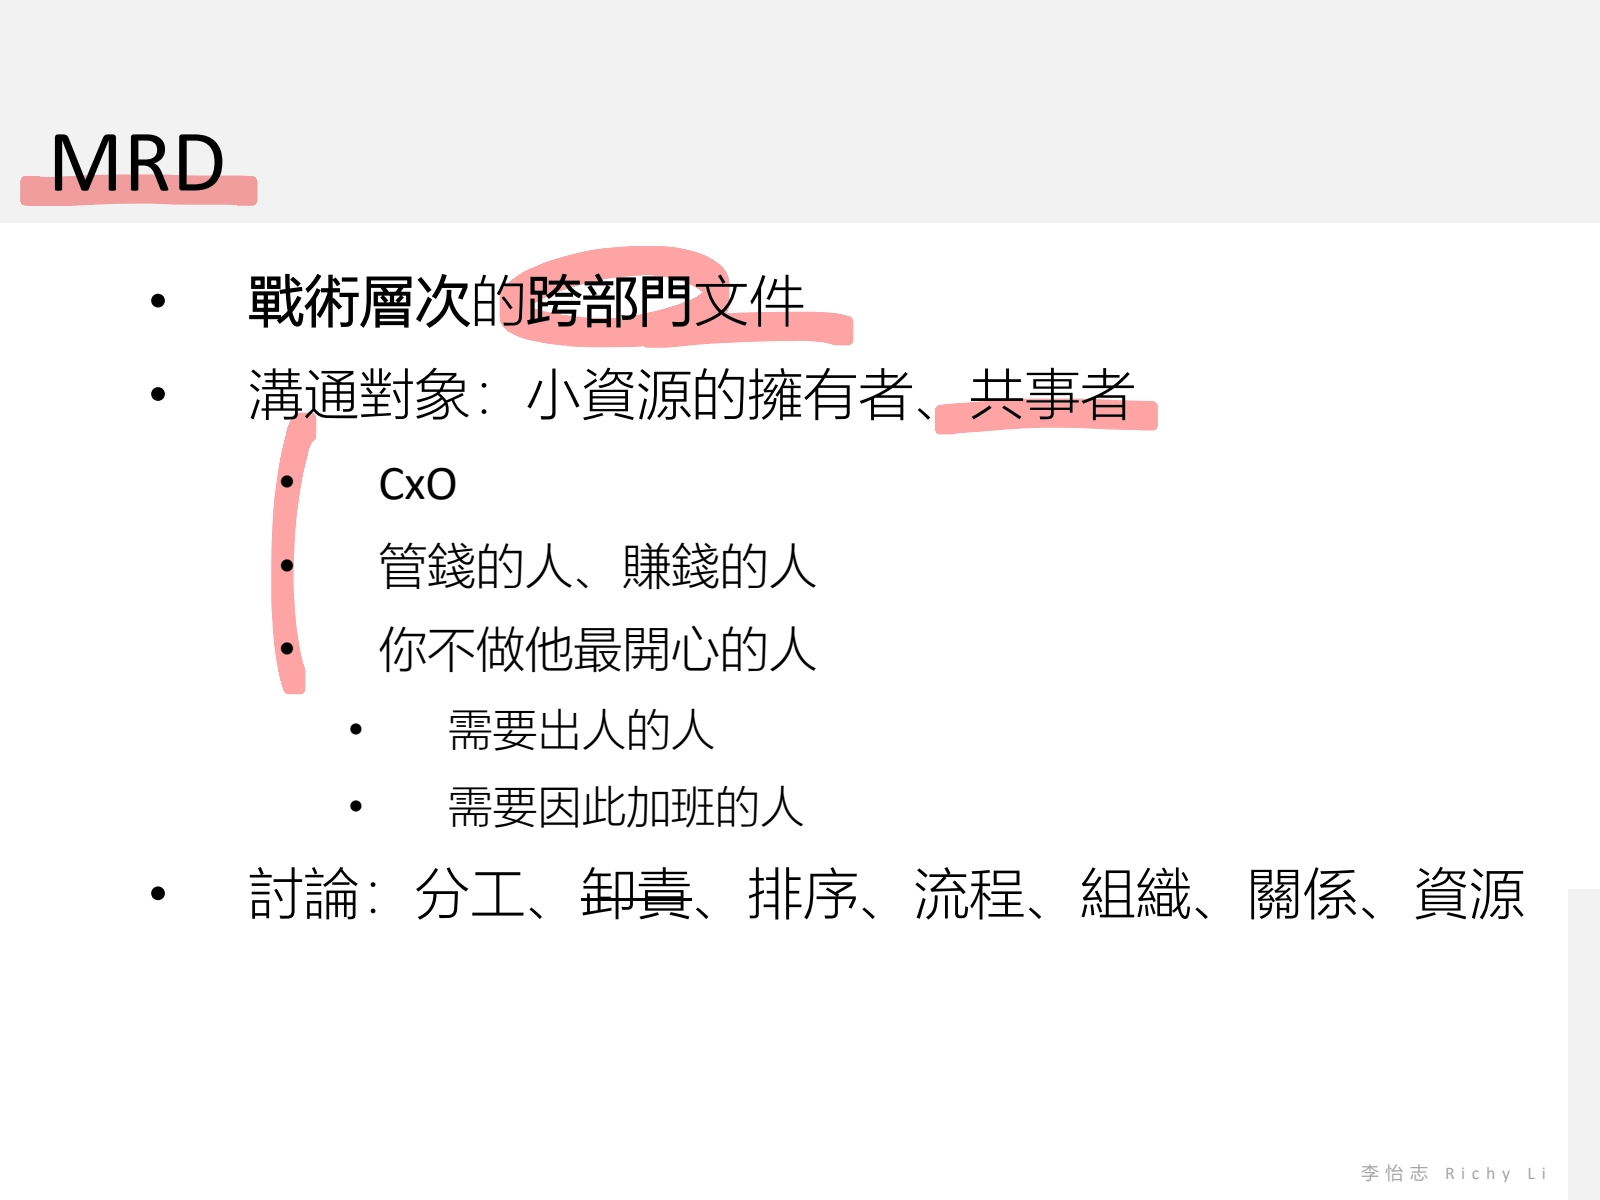 MRD
• 戰術層次的跨部門文件
• 溝通對象：小資源的擁有者、共事者
• CxO
• 管錢的人、賺錢的人
• 你不做他最開心的人
• 需要出人的人
• 需要因此加班的人
• 討論：分工、卸責、排序、流程、組織、關係、資源
李怡志 Richy Li